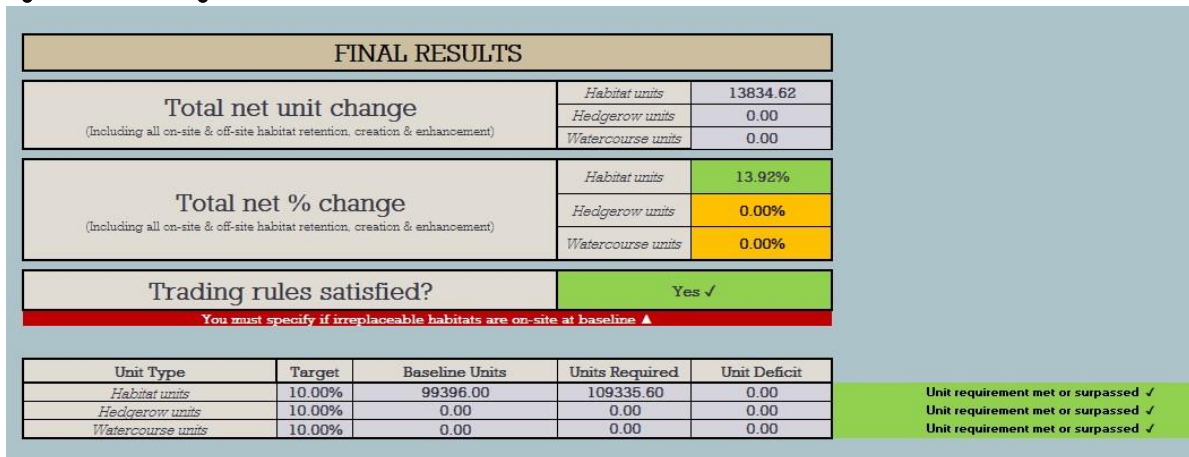 FINAL RESULTS
Total net unit change
(Including all on-site & off-site habitat retention, creation & enhancement)
Habitat units 13834.62
Hedgerow units 0.00
Watercourse units 0.00
Total net % change
(Including all on-site & off-site habitat retention, creation & enhancement)
Habitat units 13.92%
Hedgerow units 0.00%
Watercourse units 0.00%
Trading rules satisfied? Yes ✓
You must specify if irreplaceable habitats are on-site at baseline ▲
Unit Type Target Baseline Units Units Required Unit Deficit
Habitat units 10.00% 99396.00 109335.60 0.00 Unit requirement met or surpassed ✓
Hedgerow units 10.00% 0.00 0.00 0.00 Unit requirement met or surpassed ✓
Watercourse units 10.00% 0.00 0.00 0.00 Unit requirement met or surpassed ✓